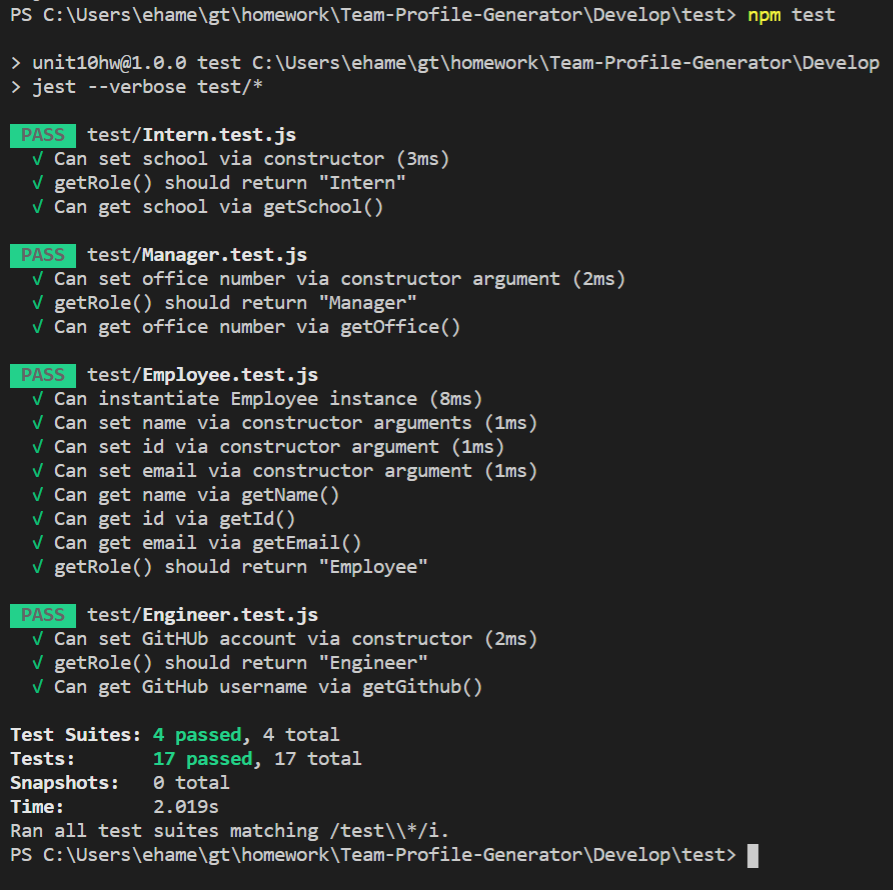 PS C:\Users\ehame\gt\homework\Team-Profile-Generator\Develop\test> npm test
> unit10hw@1.0.0 test C:\Users\ehame\gt\homework\Team-Profile-Generator\Develop
> jest --verbose test/*
PASS test/Intern.test.js
√ Can set school via constructor (3ms)
√ getRole() should return "Intern"
√ Can get school via getSchool()
PASS test/Manager.test.js
√ Can set office number via constructor argument (2ms)
√ getRole() should return "Manager"
√ Can get office number via getOffice()
PASS test/Employee.test.js
√ Can instantiate Employee instance (8ms)
√ Can set name via constructor arguments (1ms)
√ Can set id via constructor argument (1ms)
√ Can set email via constructor argument (1ms)
√ Can get name via getName()
√ Can get id via getId()
√ Can get email via getEmail()
√ getRole() should return "Employee"
PASS test/Engineer.test.js
√ Can set GitHUb account via constructor (2ms)
√ getRole() should return "Engineer"
√ Can get GitHub username via getGithub()
Test Suites: 4 passed, 4 total
Tests: 17 passed, 17 total
Snapshots: 0 total
Time: 2.019s
Ran all test suites matching /test\\*/i.
PS C:\Users\ehame\gt\homework\Team-Profile-Generator\Develop\test>